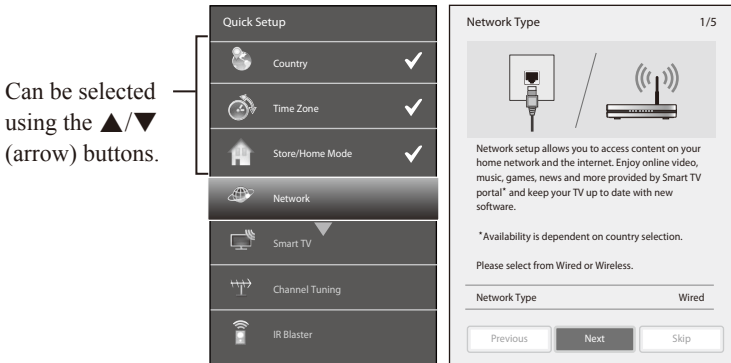 Can be selected
using the ▲/▼
(arrow) buttons.
Quick Setup
Country
Time Zone
Store/Home Mode
Network
Smart TV
Channel Tuning
IR Blaster
Network Type 1/5
Network setup allows you to access content on your
home network and the internet. Enjoy online video,
music, games, news and more provided by Smart TV
portal* and keep your TV up to date with new
software.
*Availability is dependent on country selection.
Please select from Wired or Wireless.
Network Type Wired
Previous Next Skip